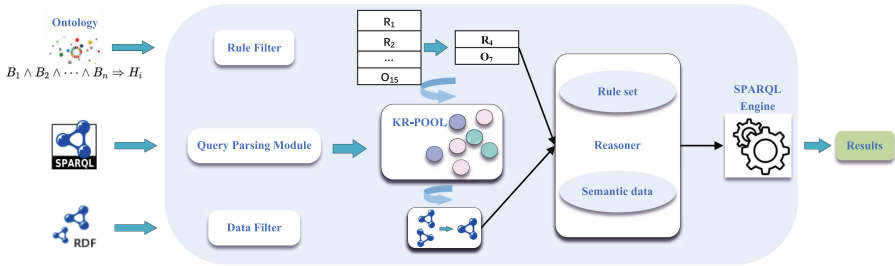 Ontology
B₁ ∧ B₂ ∧ ⋯ ∧ Bₙ ⇒ Hᵢ
SPARQL
RDF
Rule Filter
Query Parsing Module
Data Filter
R₁
R₂
...
O₁₅
R₄
O₇
KR-POOL
Rule set
Reasoner
Semantic data
SPARQL
Engine
Results